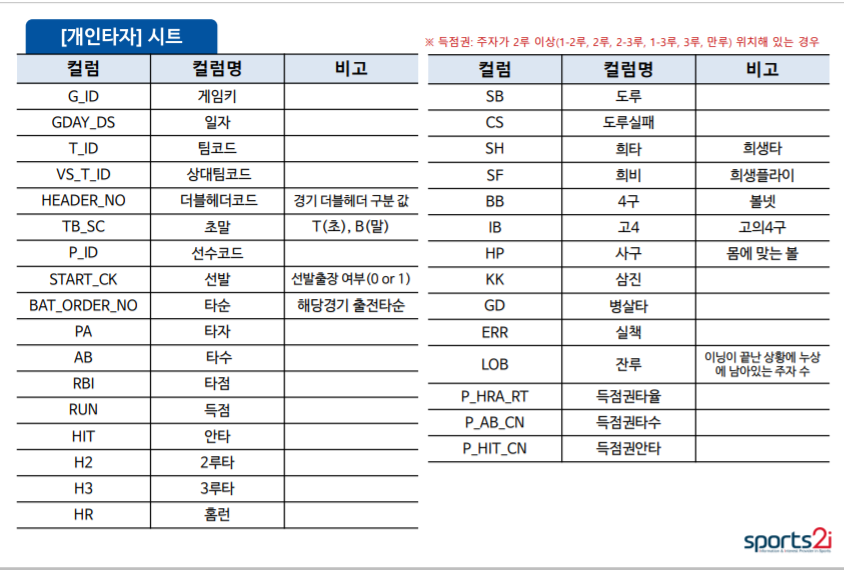 [개인타자] 시트
컬럼 컬럼명 비고
G_ID 게임키
GDAY_DS 일자
T_ID 팀코드
VS_T_ID 상대팀코드
HEADER_NO 더블헤더코드 경기 더블헤더 구분 값
TB_SC 초말 T(초), B(말)
P_ID 선수코드
START_CK 선발 선발출장 여부(0 or 1)
BAT_ORDER_NO 타순 해당경기 출전타순
PA 타자
AB 타수
RBI 타점
RUN 득점
HIT 안타
H2 2루타
H3 3루타
HR 홈런
※ 득점권: 주자가 2루 이상(1-2루, 2루, 2-3루, 1-3루, 3루, 만루) 위치해 있는 경우
컬럼 컬럼명 비고
SB 도루
CS 도루실패
SH 희타 희생타
SF 희비 희생플라이
BB 4구 볼넷
IB 고4 고의4구
HP 사구 몸에 맞는 볼
KK 삼진
GD 병살타
ERR 실책
LOB 잔루 이닝이 끝난 상황에 누상
에 남아있는 주자 수
P_HRA_RT 득점권타율
P_AB_CN 득점권타수
P_HIT_CN 득점권안타
sports2i